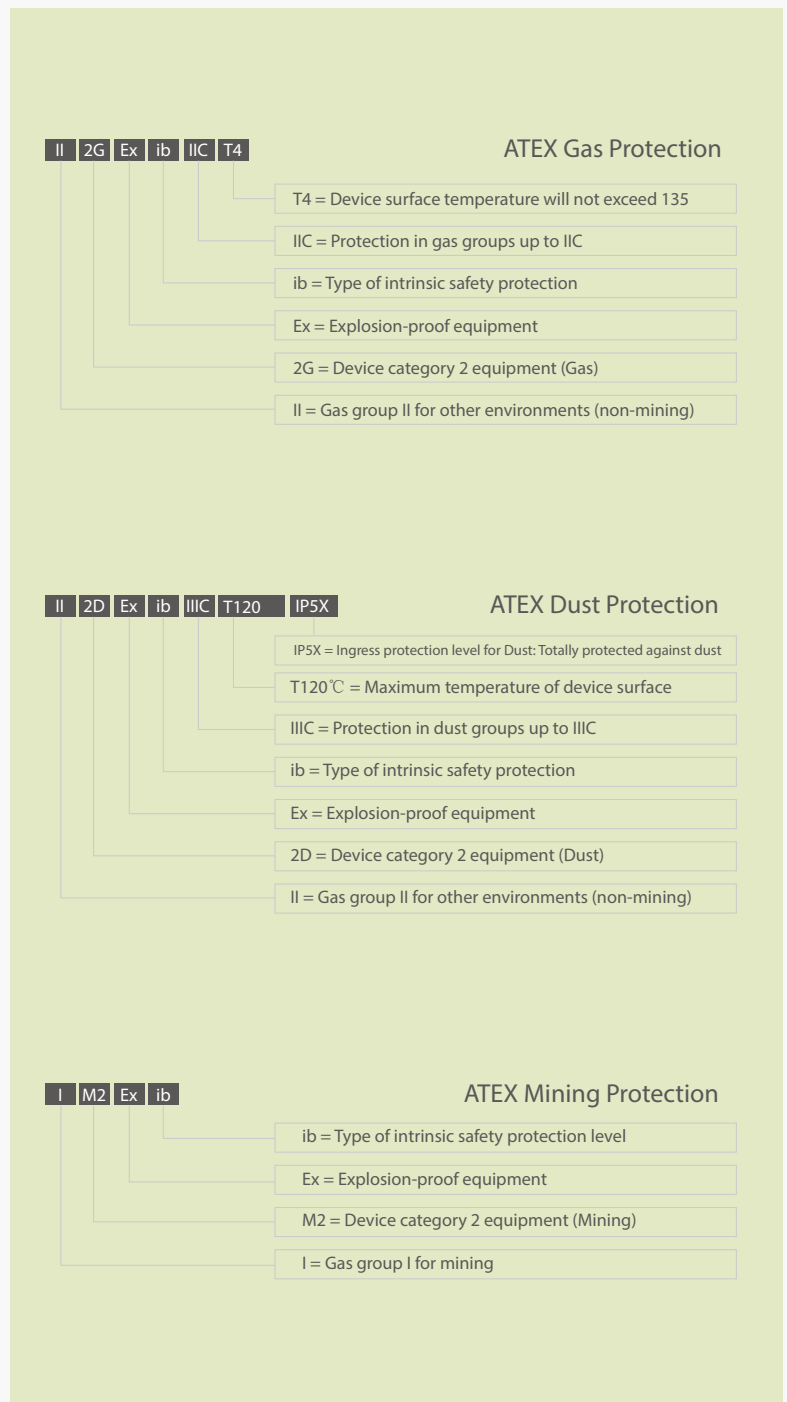 II 2G Ex ib IIC T4
ATEX Gas Protection
T4 = Device surface temperature will not exceed 135
IIC = Protection in gas groups up to IIC
ib = Type of intrinsic safety protection
Ex = Explosion-proof equipment
2G = Device category 2 equipment (Gas)
II = Gas group II for other environments (non-mining)
II 2D Ex ib IIIC T120 IP5X
ATEX Dust Protection
IP5X = Ingress protection level for Dust: Totally protected against dust
T120℃ = Maximum temperature of device surface
IIIC = Protection in dust groups up to IIIC
ib = Type of intrinsic safety protection
Ex = Explosion-proof equipment
2D = Device category 2 equipment (Dust)
II = Gas group II for other environments (non-mining)
I M2 Ex ib
ATEX Mining Protection
ib = Type of intrinsic safety protection level
Ex = Explosion-proof equipment
M2 = Device category 2 equipment (Mining)
I = Gas group I for mining